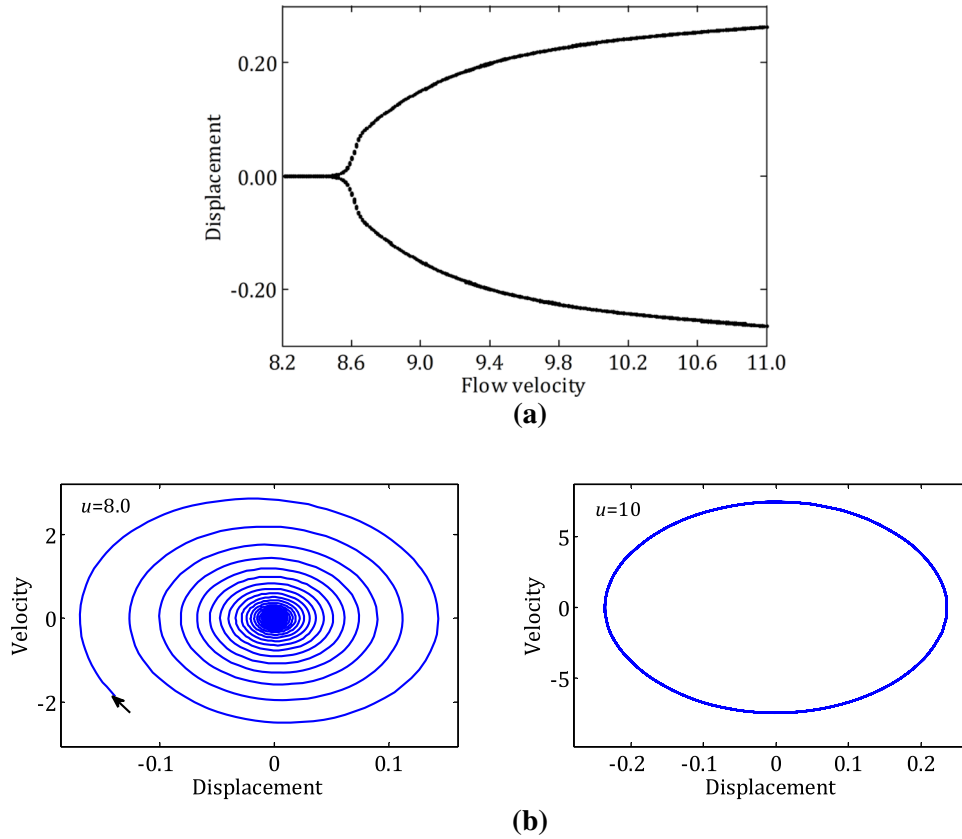 0.20
0.00
-0.20
Displacement
8.2 8.6 9.0 9.4 9.8 10.2 10.6 11.0
Flow velocity
(a)
u=8.0
2
0
-2
Velocity
-0.1 0 0.1
Displacement
u=10
5
0
-5
Velocity
-0.2 -0.1 0 0.1 0.2
Displacement
(b)